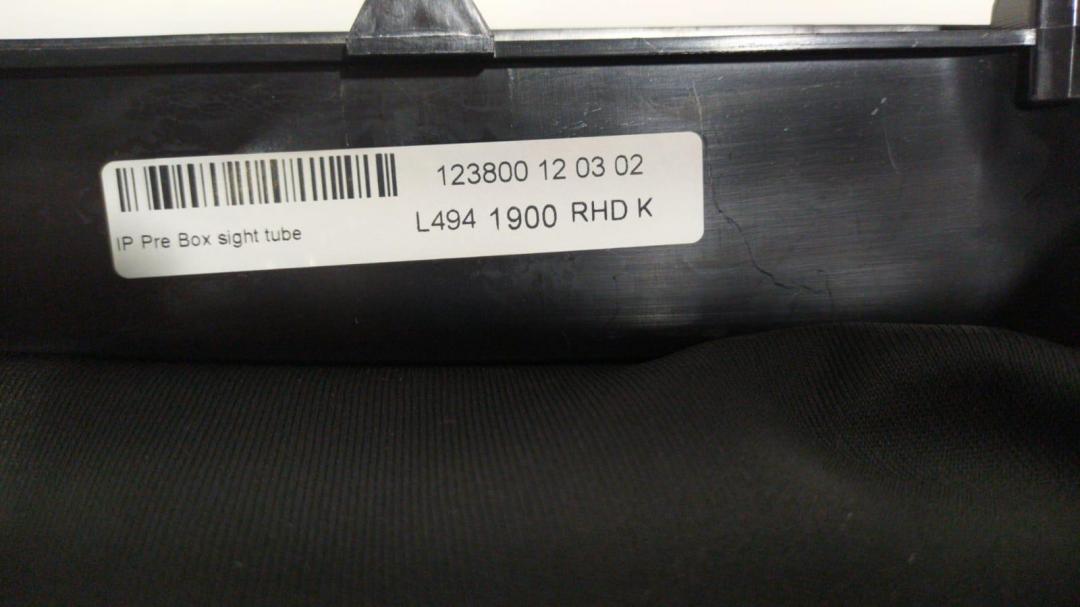 123800 12 03 02
L494 1900 RHD K
IP Pre Box sight tube